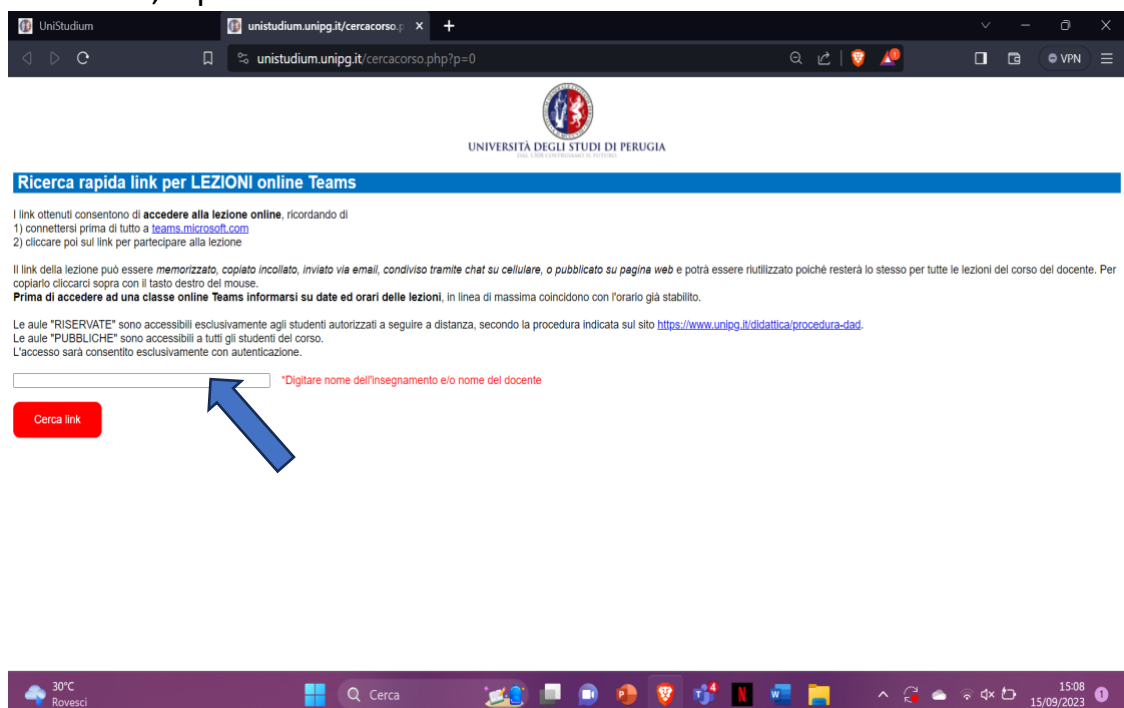 UniStudium
unistudium.unipg.it/cercacorso.p
unistudium.unipg.it/cercacorso.php?p=0
VPN
UNIVERSITÀ DEGLI STUDI DI PERUGIA
Ricerca rapida link per LEZIONI online Teams
I link ottenuti consentono di accedere alla lezione online, ricordando di
1) connettersi prima di tutto a teams.microsoft.com
2) cliccare poi sul link per partecipare alla lezione
Il link della lezione può essere memorizzato, copiato incollato, inviato via email, condiviso tramite chat su cellulare, o pubblicato su pagina web e potrà essere riutilizzato poiché resterà lo stesso per tutte le lezioni del corso del docente. Per
copiarlo cliccarci sopra con il tasto destro del mouse.
Prima di accedere ad una classe online Teams informarsi su date ed orari delle lezioni, in linea di massima coincidono con l'orario già stabilito.
Le aule "RISERVATE" sono accessibili esclusivamente agli studenti autorizzati a seguire a distanza, secondo la procedura indicata sul sito https://www.unipg.it/didattica/procedura-dad.
Le aule "PUBBLICHE" sono accessibili a tutti gli studenti del corso.
L'accesso sarà consentito esclusivamente con autenticazione.
*Digitare nome dell'insegnamento e/o nome del docente
Cerca link
30°C
Rovesci
Cerca
4
15:08
15/09/2023
1